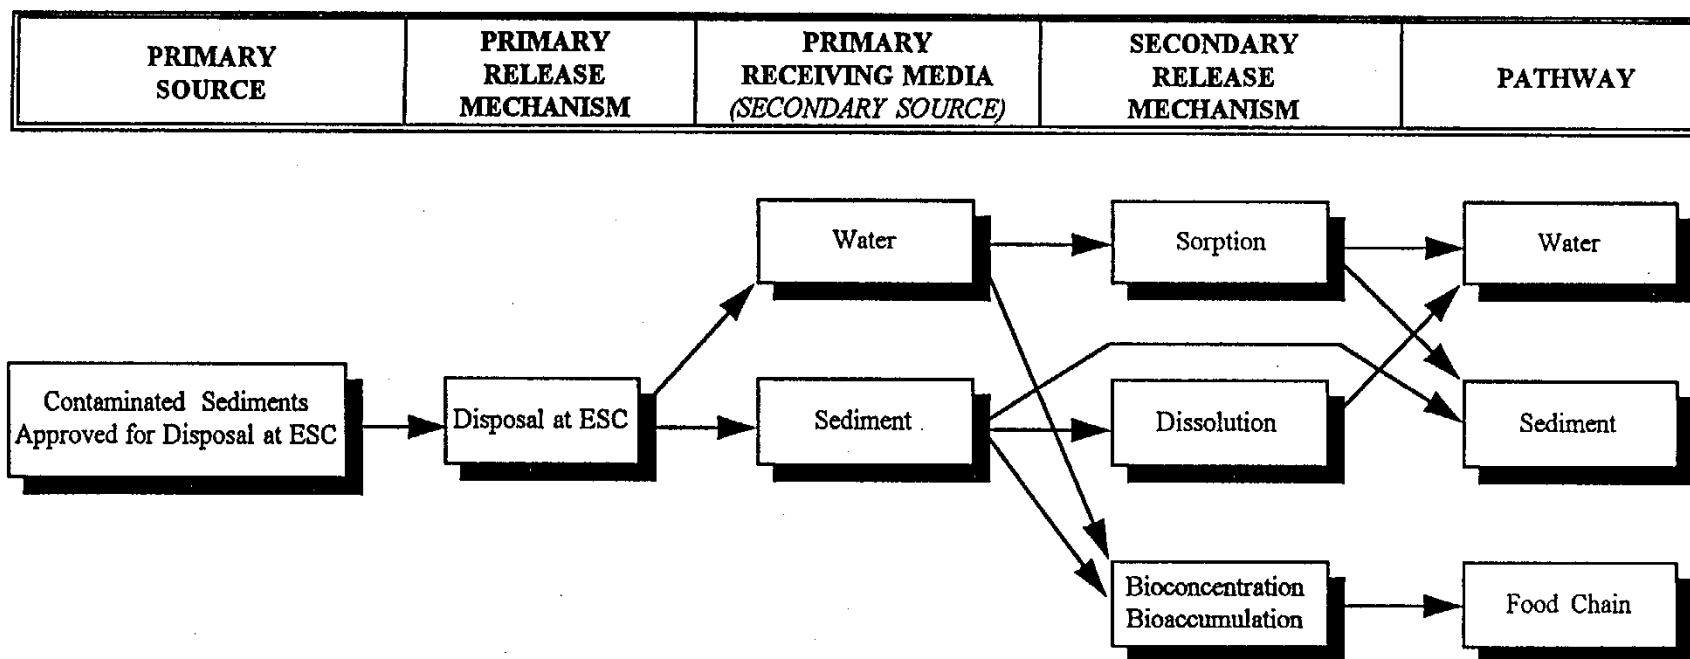 PRIMARY
SOURCE
PRIMARY
RELEASE
MECHANISM
PRIMARY
RECEIVING MEDIA
(SECONDARY SOURCE)
SECONDARY
RELEASE
MECHANISM
PATHWAY
Water
Sorption
Water
Contaminated Sediments
Approved for Disposal at ESC
Disposal at ESC
Sediment
Dissolution
Sediment
Bioconcentration
Bioaccumulation
Food Chain